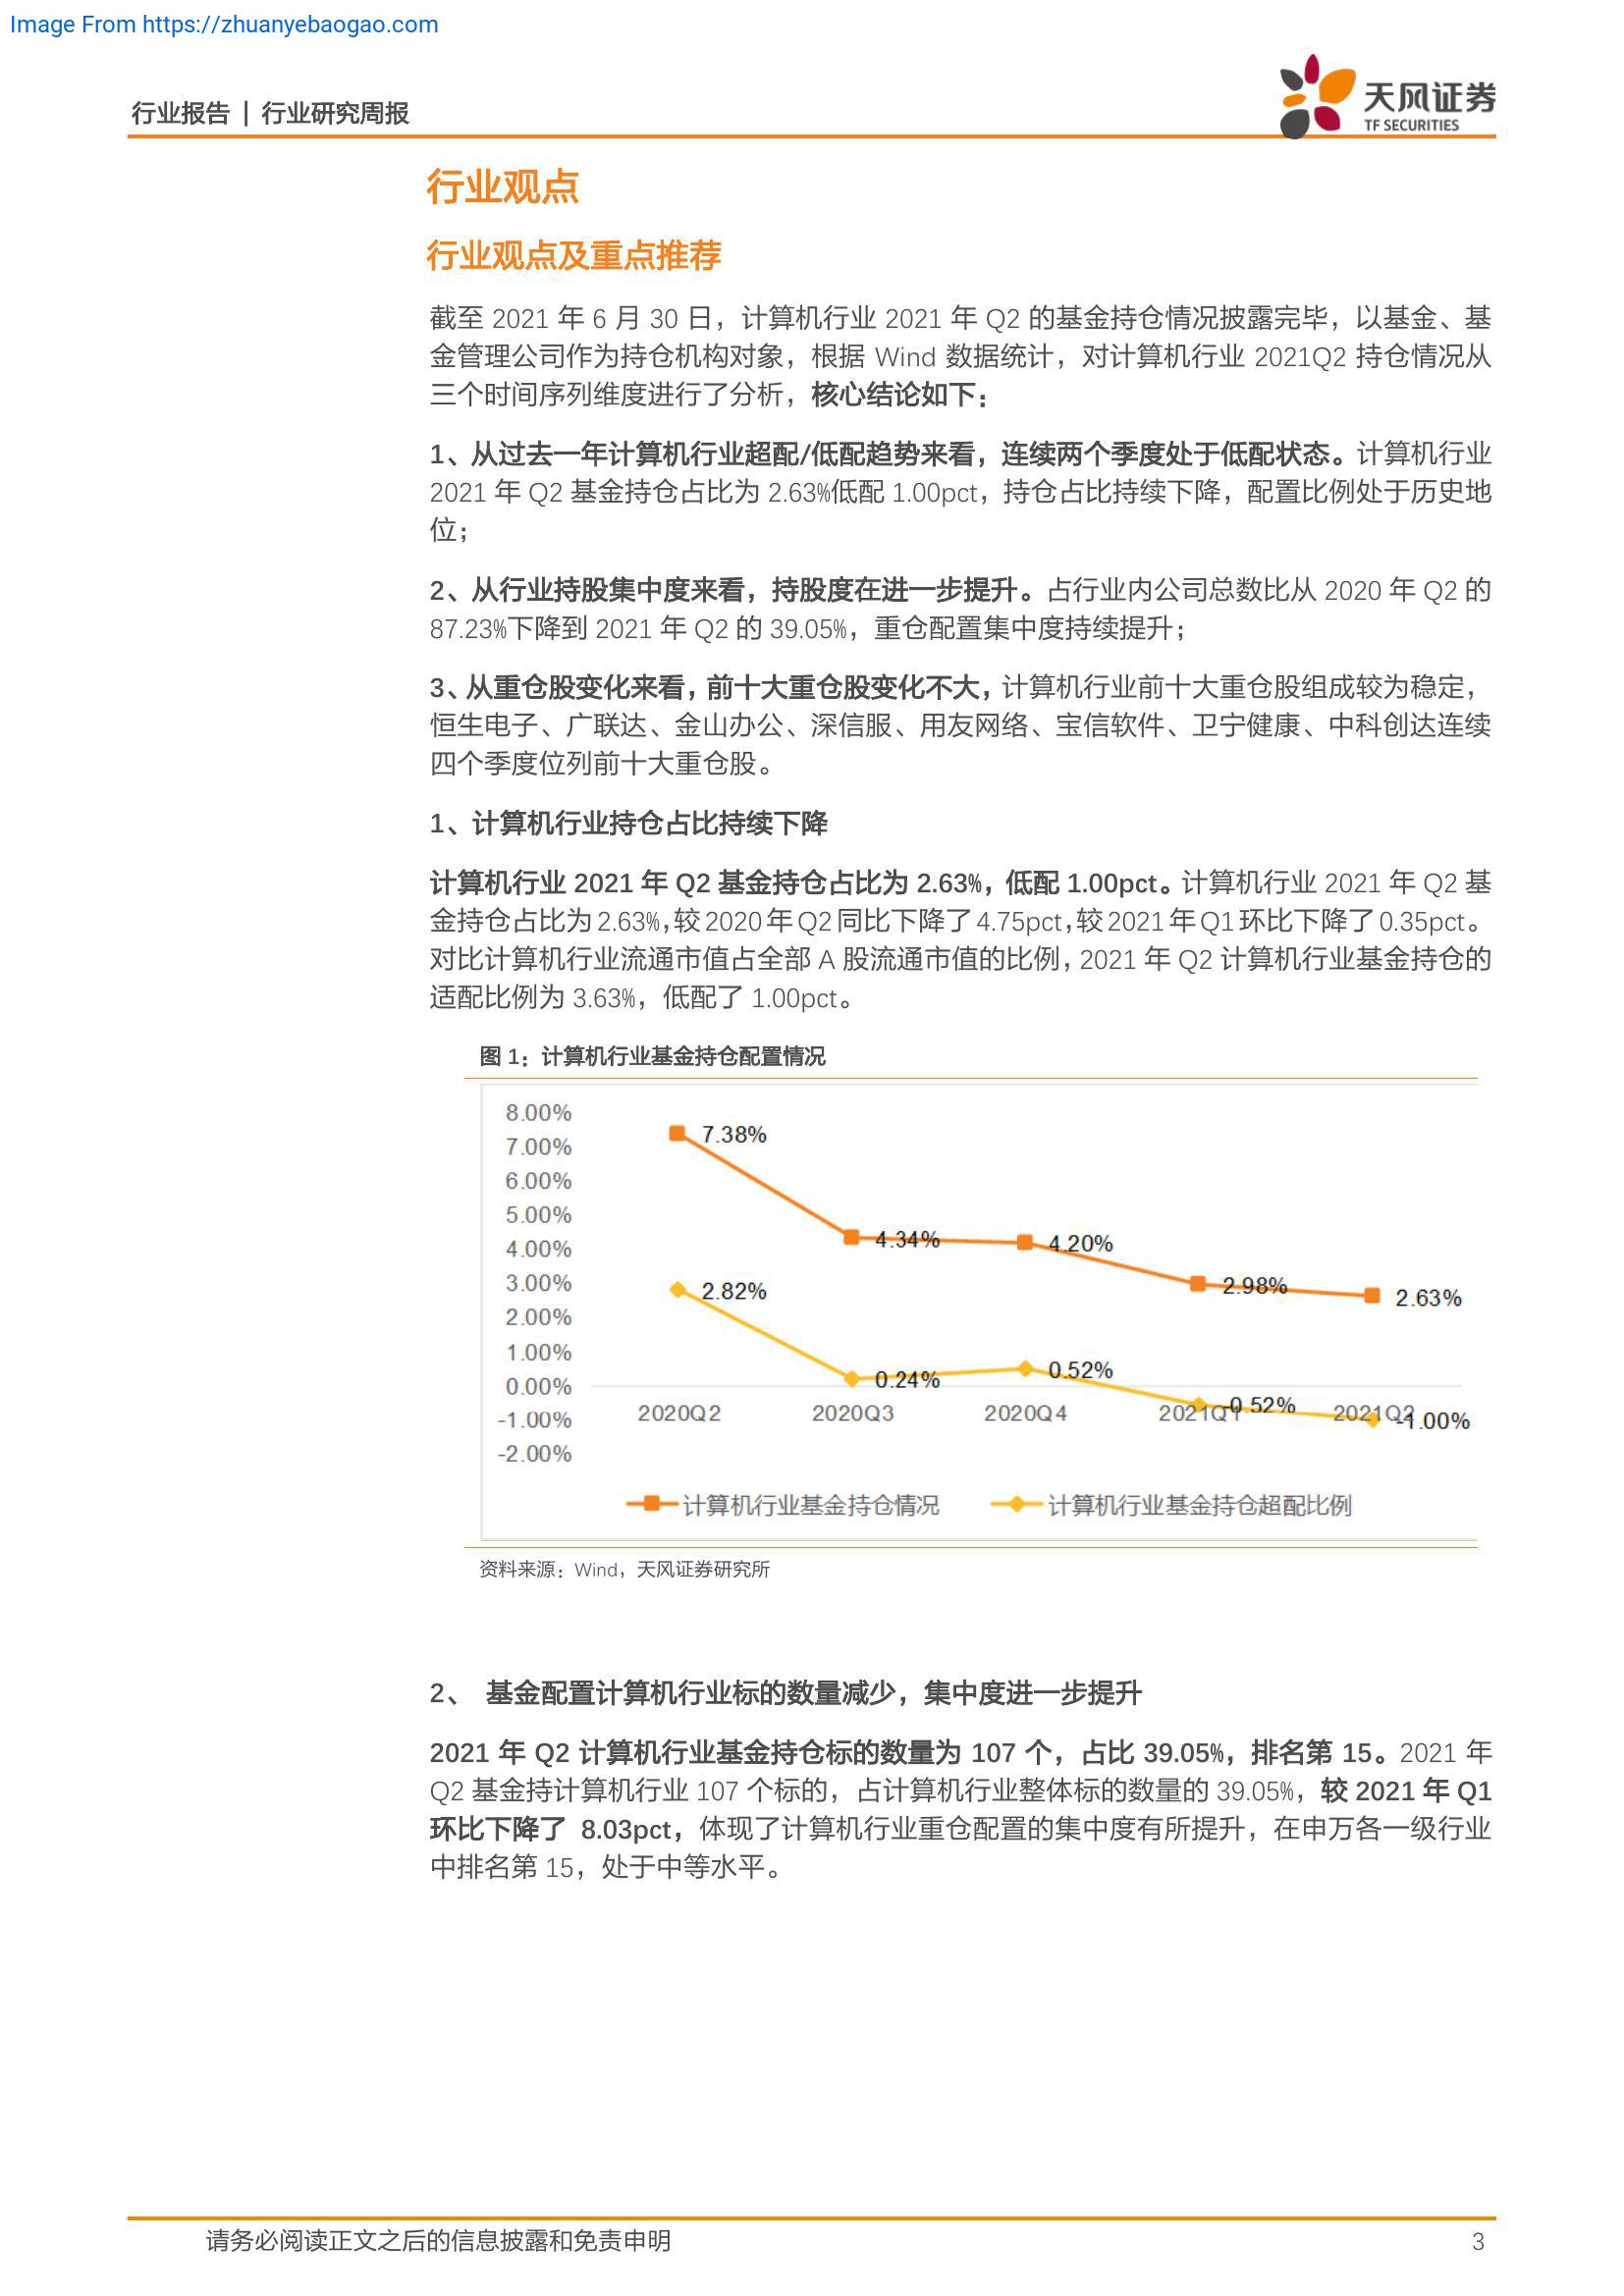 Image From https://zhuanyebaogao.com
行业报告 | 行业研究周报
天风证券
TF SECURITIES
行业观点
行业观点及重点推荐
截至 2021 年 6 月 30 日，计算机行业 2021 年 Q2 的基金持仓情况披露完毕，以基金、基
金管理公司作为持仓机构对象，根据 Wind 数据统计，对计算机行业 2021Q2 持仓情况从
三个时间序列维度进行了分析，核心结论如下：
1、从过去一年计算机行业超配/低配趋势来看，连续两个季度处于低配状态。计算机行业
2021 年 Q2 基金持仓占比为 2.63%低配 1.00pct，持仓占比持续下降，配置比例处于历史地
位；
2、从行业持股集中度来看，持股度在进一步提升。占行业内公司总数比从 2020 年 Q2 的
87.23%下降到 2021 年 Q2 的 39.05%，重仓配置集中度持续提升；
3、从重仓股变化来看，前十大重仓股变化不大，计算机行业前十大重仓股组成较为稳定，
恒生电子、广联达、金山办公、深信服、用友网络、宝信软件、卫宁健康、中科创达连续
四个季度位列前十大重仓股。
1、计算机行业持仓占比持续下降
计算机行业 2021 年 Q2 基金持仓占比为 2.63%，低配 1.00pct。计算机行业 2021 年 Q2 基
金持仓占比为 2.63%，较 2020 年 Q2 同比下降了 4.75pct，较 2021 年 Q1 环比下降了 0.35pct。
对比计算机行业流通市值占全部 A 股流通市值的比例，2021 年 Q2 计算机行业基金持仓的
适配比例为 3.63%，低配了 1.00pct。
图 1：计算机行业基金持仓配置情况
8.00%
7.00%
6.00%
5.00%
4.00%
3.00%
2.00%
1.00%
0.00%
-1.00%
-2.00%
7.38%
4.34%
4.20%
2.98%
2.63%
2.82%
0.24%
0.52%
-0.52%
-1.00%
2020Q2
2020Q3
2020Q4
2021Q1
2021Q2
计算机行业基金持仓情况
计算机行业基金持仓超配比例
资料来源：Wind，天风证券研究所
2、 基金配置计算机行业标的数量减少，集中度进一步提升
2021 年 Q2 计算机行业基金持仓标的数量为 107 个，占比 39.05%，排名第 15。2021 年
Q2 基金持计算机行业 107 个标的，占计算机行业整体标的数量的 39.05%，较 2021 年 Q1
环比下降了 8.03pct，体现了计算机行业重仓配置的集中度有所提升，在申万各一级行业
中排名第 15，处于中等水平。
请务必阅读正文之后的信息披露和免责申明
3